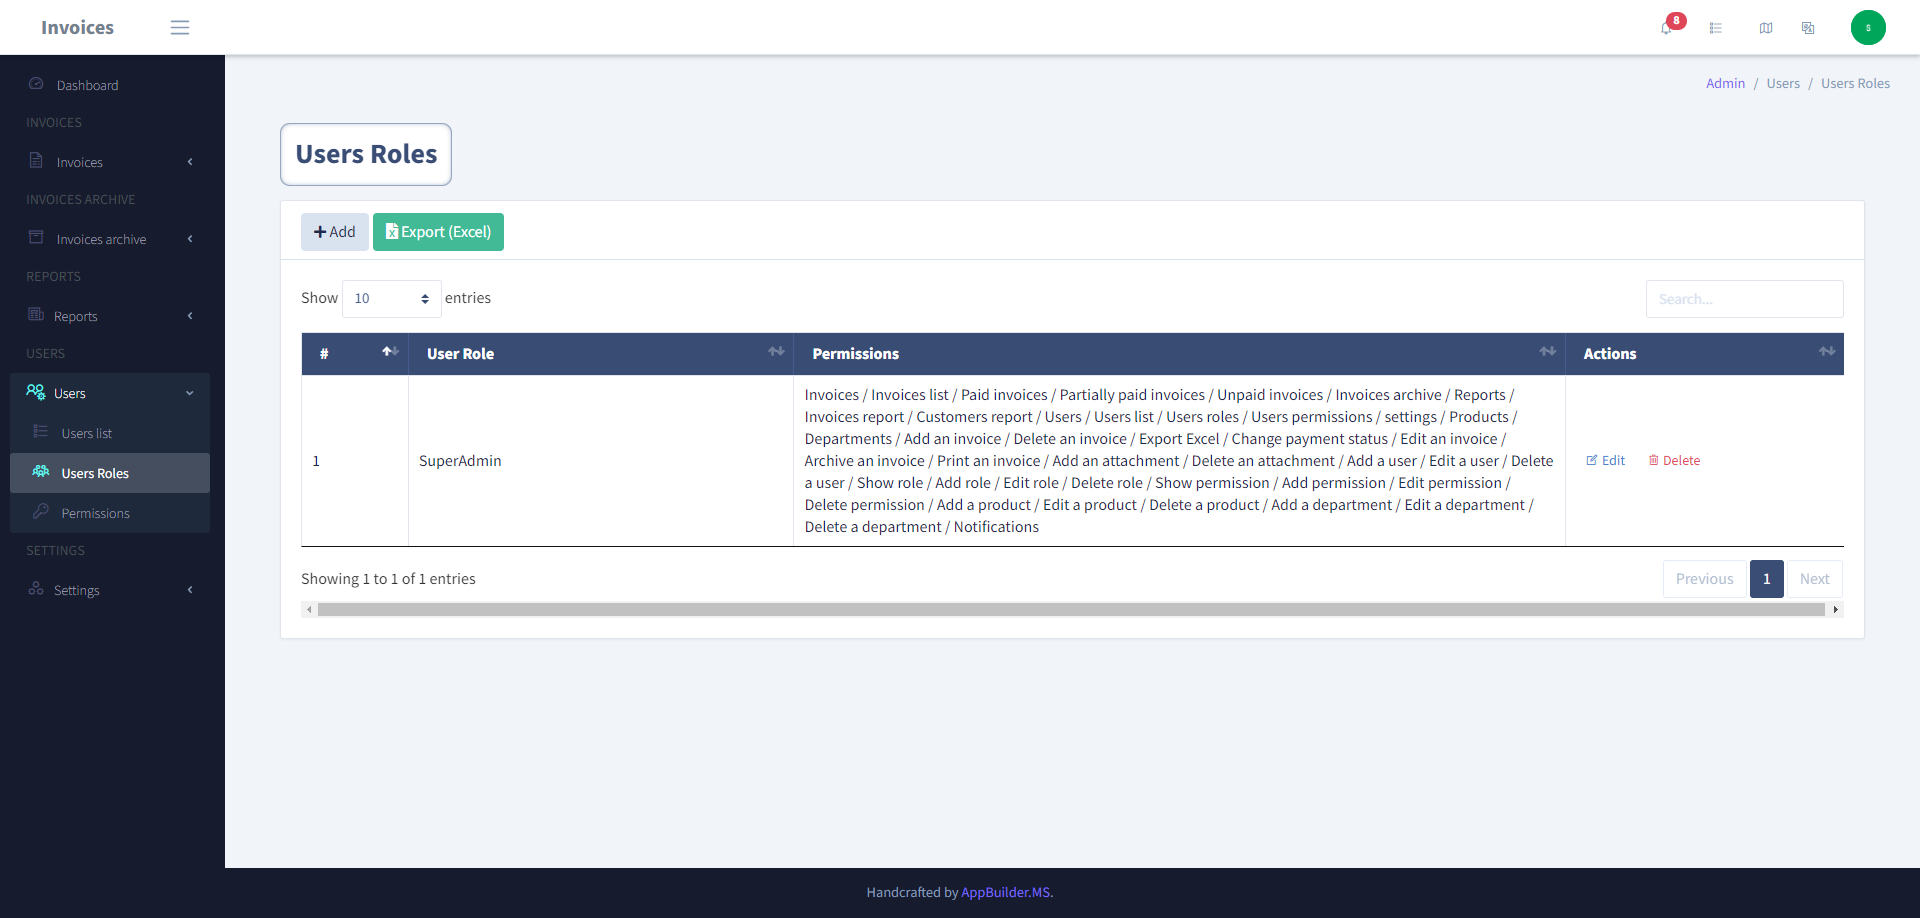 Invoices
8
S
Dashboard
INVOICES
Invoices
INVOICES ARCHIVE
Invoices archive
REPORTS
Reports
USERS
Users
Users list
Users Roles
Permissions
SETTINGS
Settings
Admin / Users / Users Roles
Users Roles
Add
Export (Excel)
Show 10 entries
Search...
# User Role Permissions Actions
1
SuperAdmin
Invoices / Invoices list / Paid invoices / Partially paid invoices / Unpaid invoices / Invoices archive / Reports /
Invoices report / Customers report / Users / Users list / Users roles / Users permissions / settings / Products /
Departments / Add an invoice / Delete an invoice / Export Excel / Change payment status / Edit an invoice /
Archive an invoice / Print an invoice / Add an attachment / Delete an attachment / Add a user / Edit a user / Delete
a user / Show role / Add role / Edit role / Delete role / Show permission / Add permission / Edit permission /
Delete permission / Add a product / Edit a product / Delete a product / Add a department / Edit a department /
Delete a department / Notifications
Edit Delete
Showing 1 to 1 of 1 entries
Previous 1 Next
Handcrafted by AppBuilder.MS.